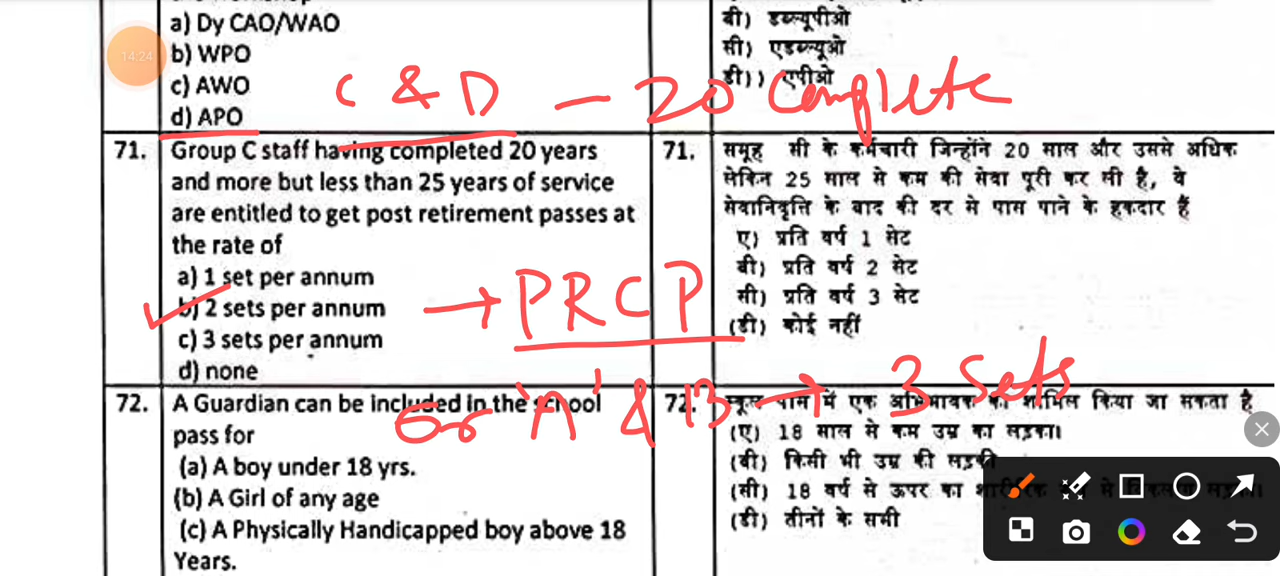 a) Dy CAO/WAO
b) WPO
c) AWO
d) APO
बी) डब्ल्यूपीओ
सी) एडब्ल्यूओ
डी)) एपीओ
14:24
C & D — 20 Complete
71. Group C staff having completed 20 years
and more but less than 25 years of service
are entitled to get post retirement passes at
the rate of
a) 1 set per annum
b) 2 sets per annum
c) 3 sets per annum
d) none
71. समूह सी के कर्मचारी जिन्होंने 20 साल और उससे अधिक
लेकिन 25 साल से कम की सेवा पूरी कर ली है, वे
सेवानिवृत्ति के बाद की दर से पास पाने के हकदार हैं
ए) प्रति वर्ष 1 सेट
बी) प्रति वर्ष 2 सेट
सी) प्रति वर्ष 3 सेट
(डी) कोई नहीं
→ PRCP
Gr 'A' & B → 3 Sets
72. A Guardian can be included in the school
pass for
(a) A boy under 18 yrs.
(b) A Girl of any age
(c) A Physically Handicapped boy above 18
Years.
72. स्कूल पास में एक अभिभावक को शामिल किया जा सकता है
(ए) 18 साल से कम उम्र का लड़का।
(बी) किसी भी उम्र की लड़की
(सी) 18 वर्ष से ऊपर का
(डी) तीनों के सभी